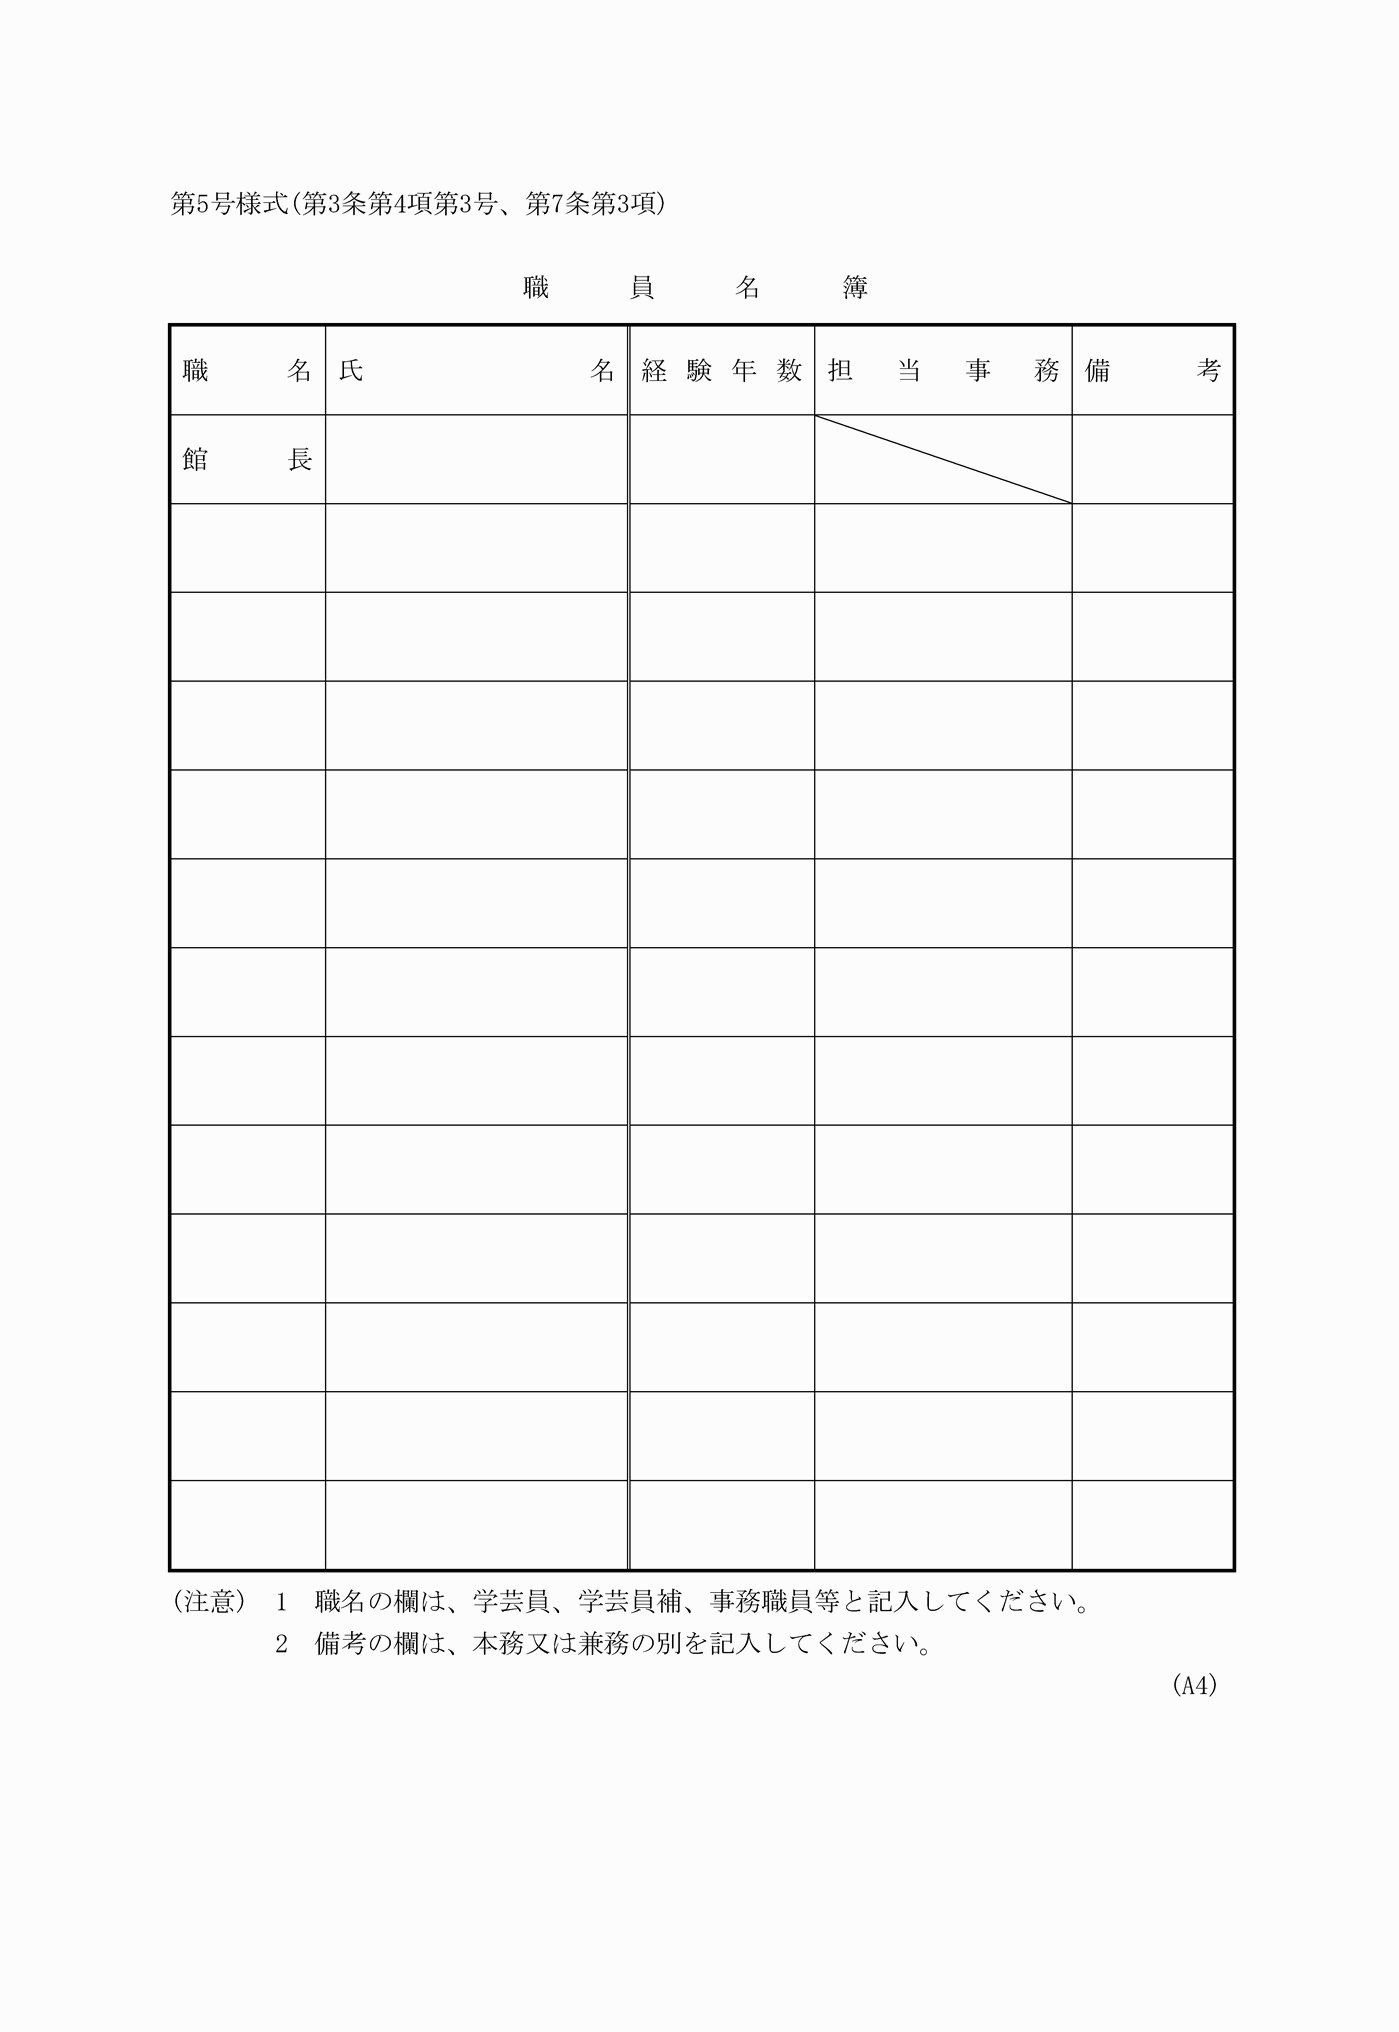 第5号様式(第3条第4項第3号、第7条第3項)
職員名簿
職名 氏名 経験年数 担当事務 備考
館長
(注意) 1 職名の欄は、学芸員、学芸員補、事務職員等と記入してください。
2 備考の欄は、本務又は兼務の別を記入してください。
(A4)